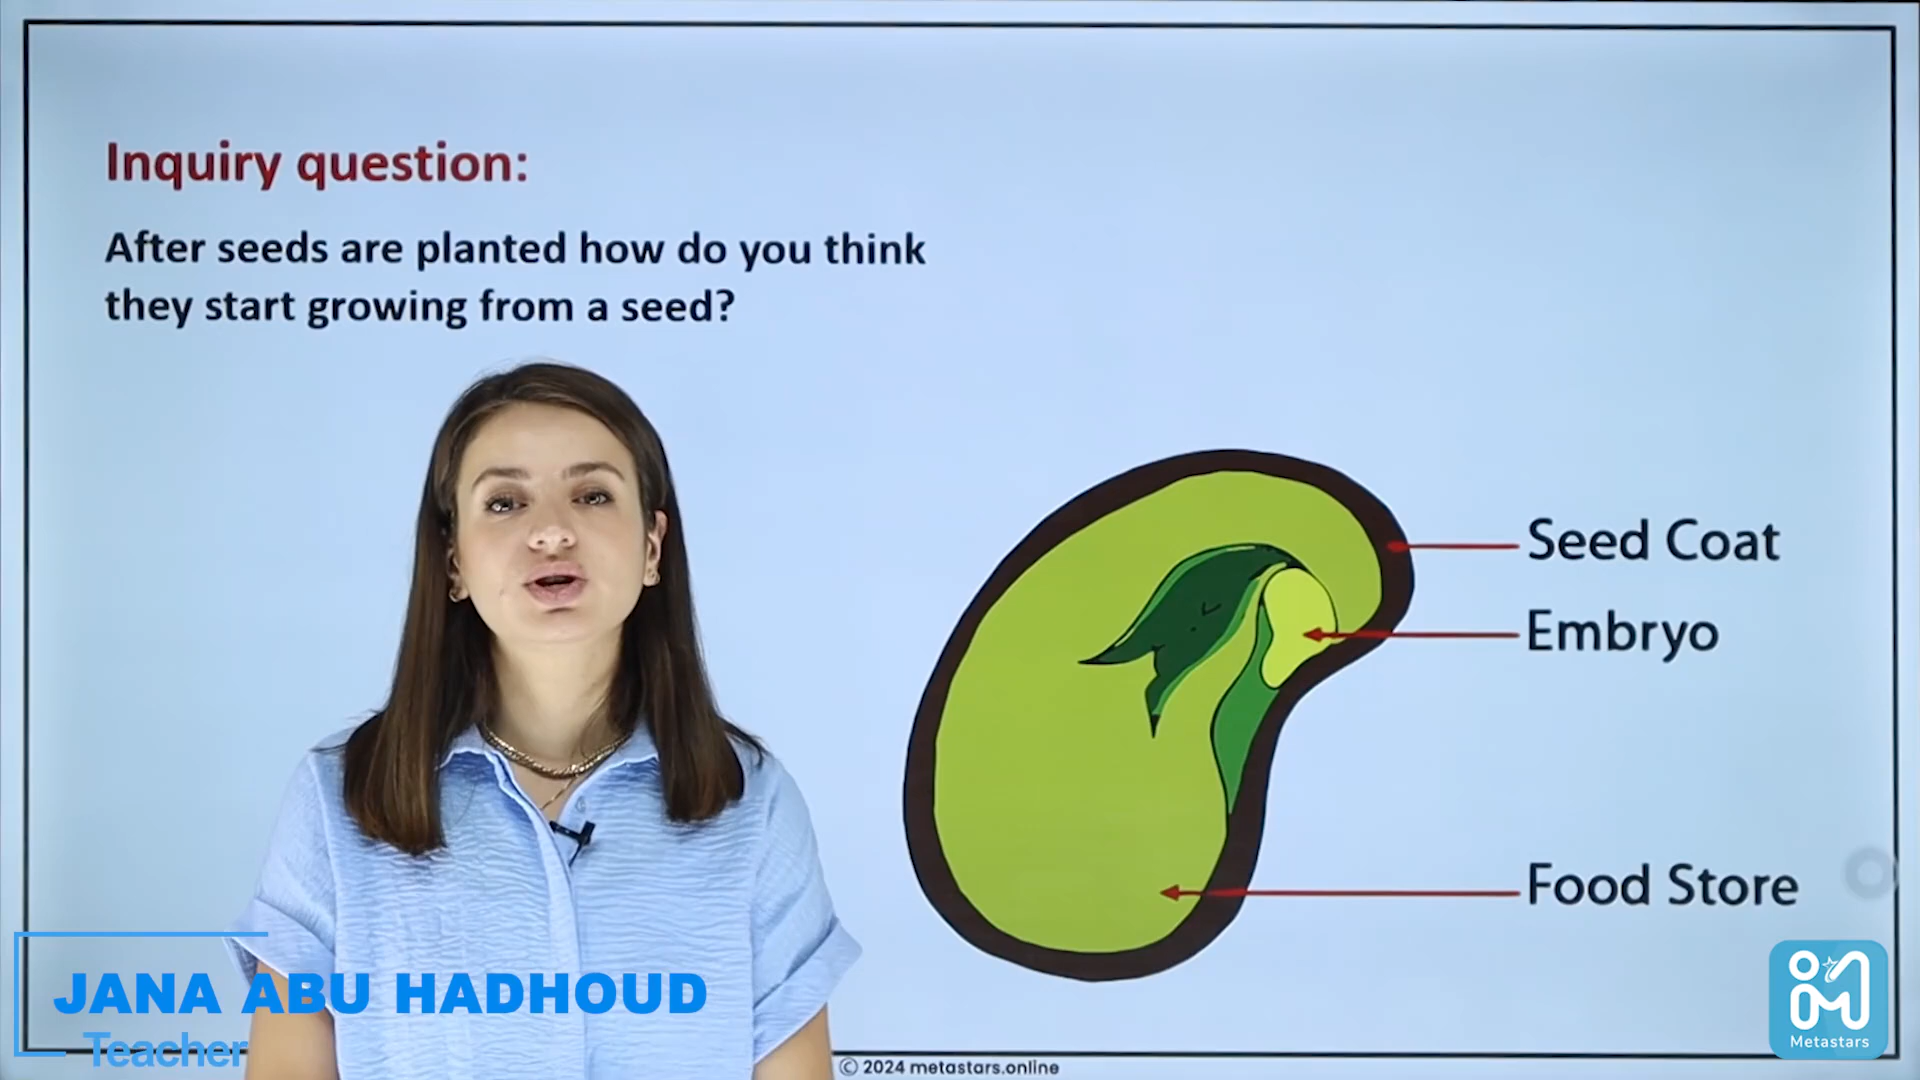 Inquiry question:
After seeds are planted how do you think
they start growing from a seed?
Seed Coat
Embryo
Food Store
JANA ABU HADHOUD
Teacher
© 2024 metastars.online
Metastars